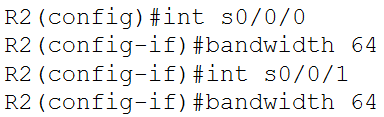 R2(config)#int s0/0/0
R2(config-if)#bandwidth 64
R2(config-if)#int s0/0/1
R2(config-if)#bandwidth 64